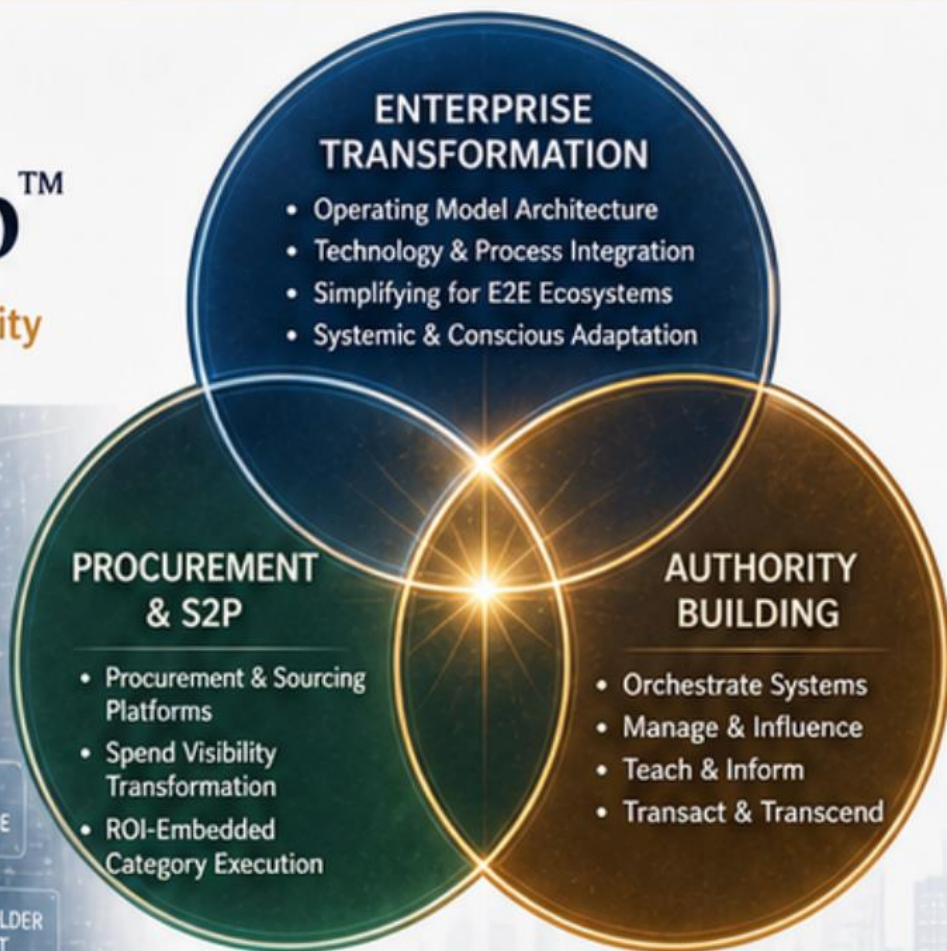 ENTERPRISE
TRANSFORMATION
• Operating Model Architecture
• Technology & Process Integration
• Simplifying for E2E Ecosystems
• Systemic & Conscious Adaptation
TM
PROCUREMENT
& S2P
• Procurement & Sourcing
Platforms
• Spend Visibility
Transformation
• ROI-Embedded
Category Execution
AUTHORITY
BUILDING
• Orchestrate Systems
• Manage & Influence
• Teach & Inform
• Transact & Transcend